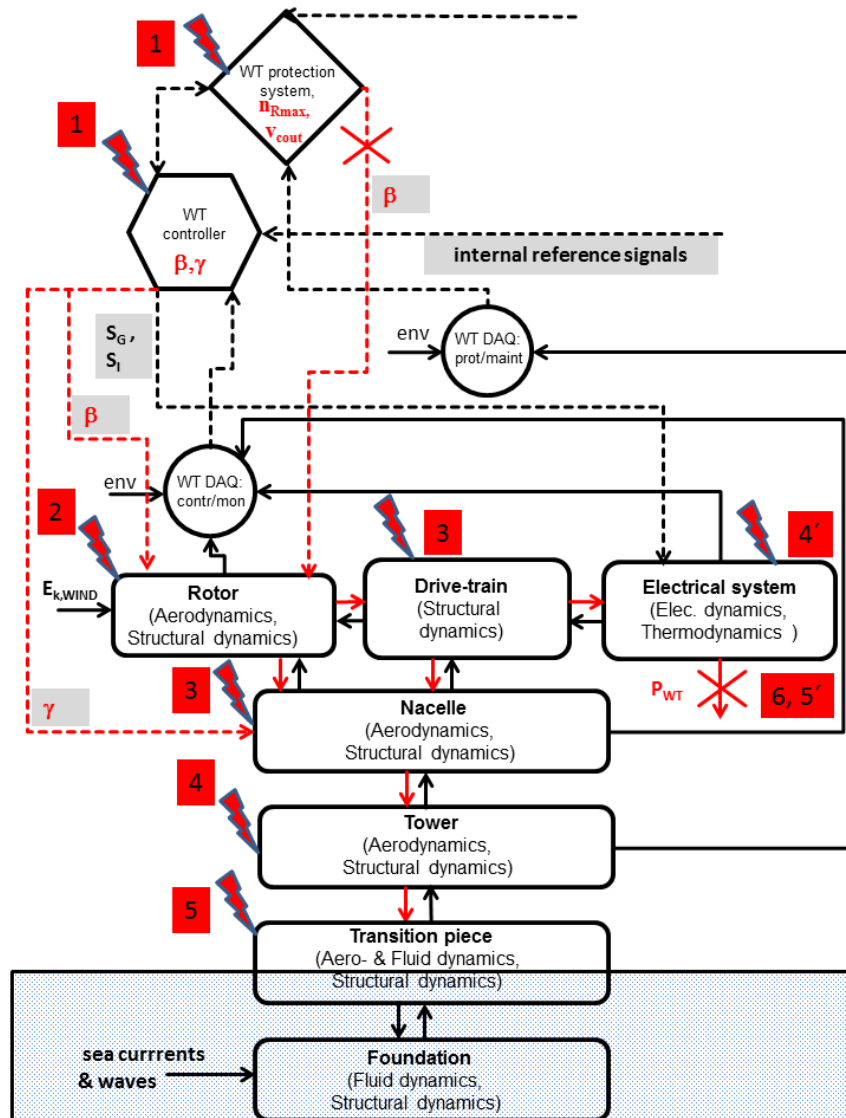 1
WT protection
system,
nRmax,
vcout
1
β
WT
controller
β,γ
internal reference signals
SG ,
SI
env
WT DAQ:
prot/maint
β
env
WT DAQ:
contr/mon
2
3
4´
Ek,WIND
Rotor
(Aerodynamics,
Structural dynamics)
Drive-train
(Structural
dynamics)
Electrical system
(Elec. dynamics,
Thermodynamics )
3
PWT
6, 5´
γ
Nacelle
(Aerodynamics,
Structural dynamics)
4
Tower
(Aerodynamics,
Structural dynamics)
5
Transition piece
(Aero- & Fluid dynamics,
Structural dynamics)
sea currrents
& waves
Foundation
(Fluid dynamics,
Structural dynamics)